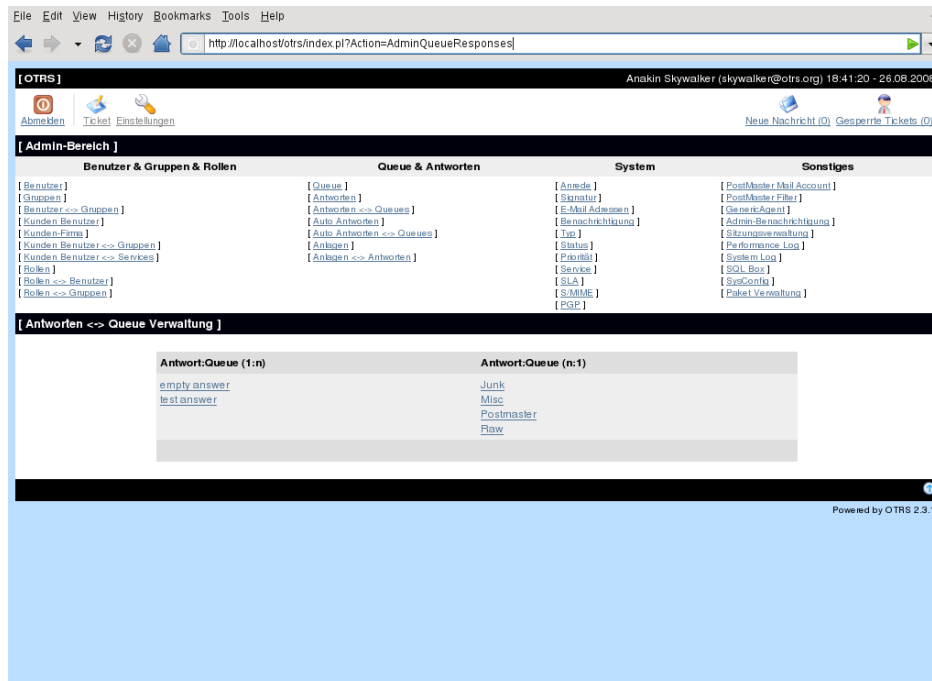 File Edit View History Bookmarks Tools Help
http://localhost/otrs/index.pl?Action=AdminQueueResponses
[ OTRS ]
Anakin Skywalker (skywalker@otrs.org) 18:41:20 - 26.08.2008
Abmelden Ticket Einstellungen
Neue Nachricht (0) Gesperrte Tickets (0)
[ Admin-Bereich ]
Benutzer & Gruppen & Rollen
[ Benutzer ]
[ Gruppen ]
[ Benutzer <-> Gruppen ]
[ Kunden Benutzer ]
[ Kunden-Firma ]
[ Kunden Benutzer <-> Gruppen ]
[ Kunden Benutzer <-> Services ]
[ Rollen ]
[ Rollen <-> Benutzer ]
[ Rollen <-> Gruppen ]
Queue & Antworten
[ Queue ]
[ Antworten ]
[ Antworten <-> Queues ]
[ Auto Antworten ]
[ Auto Antworten <-> Queues ]
[ Anlagen ]
[ Anlagen <-> Antworten ]
System
[ Anrede ]
[ Signatur ]
[ E-Mail Adressen ]
[ Benachrichtigung ]
[ Typ ]
[ Status ]
[ Priorität ]
[ Service ]
[ SLA ]
[ S/MIME ]
[ PGP ]
Sonstiges
[ PostMaster Mail Account ]
[ PostMaster Filter ]
[ GenericAgent ]
[ Admin-Benachrichtigung ]
[ Sitzungsverwaltung ]
[ Performance Log ]
[ System Log ]
[ SQL Box ]
[ SysConfig ]
[ Paket Verwaltung ]
[ Antworten <-> Queue Verwaltung ]
Antwort:Queue (1:n)
empty answer
test answer
Antwort:Queue (n:1)
Junk
Misc
Postmaster
Raw
Powered by OTRS 2.3.